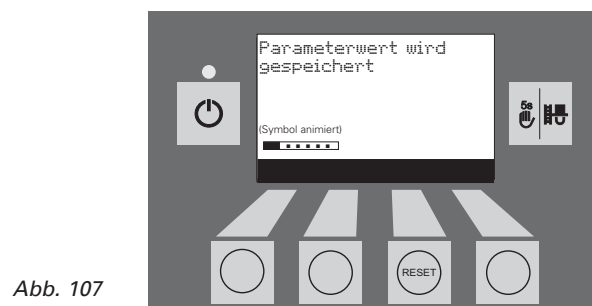 Parameterwert wird
gespeichert
5s
(Symbol animiert)
RESET
Abb. 107